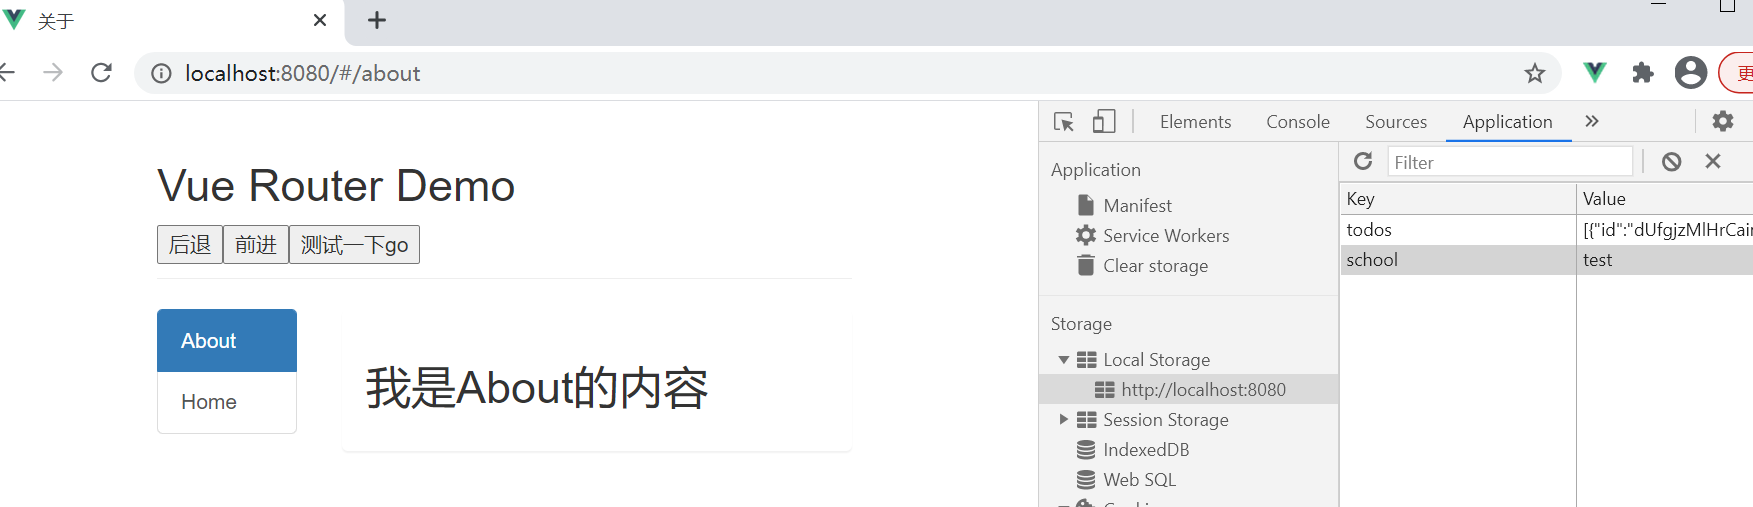 关于
localhost:8080/#/about
更
Elements Console Sources Application
Vue Router Demo
后退 前进 测试一下go
About
Home
我是About的内容
Application
Manifest
Service Workers
Clear storage
Storage
Local Storage
http://localhost:8080
Session Storage
IndexedDB
Web SQL
Filter
Key Value
todos [{"id":"dUfgjzMlHrCair
school test